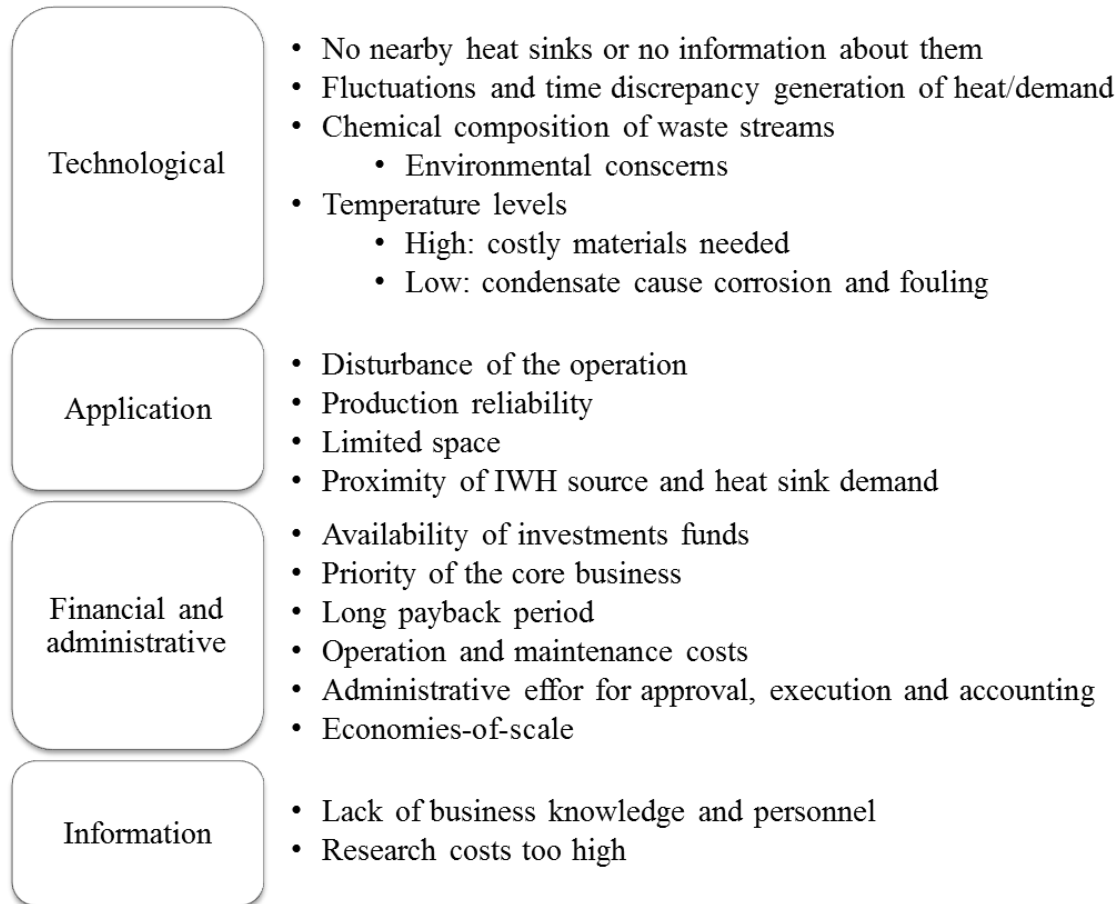 Technological
• No nearby heat sinks or no information about them
• Fluctuations and time discrepancy generation of heat/demand
• Chemical composition of waste streams
• Environmental conscerns
• Temperature levels
• High: costly materials needed
• Low: condensate cause corrosion and fouling
Application
• Disturbance of the operation
• Production reliability
• Limited space
• Proximity of IWH source and heat sink demand
Financial and
administrative
• Availability of investments funds
• Priority of the core business
• Long payback period
• Operation and maintenance costs
• Administrative effor for approval, execution and accounting
• Economies-of-scale
Information
• Lack of business knowledge and personnel
• Research costs too high